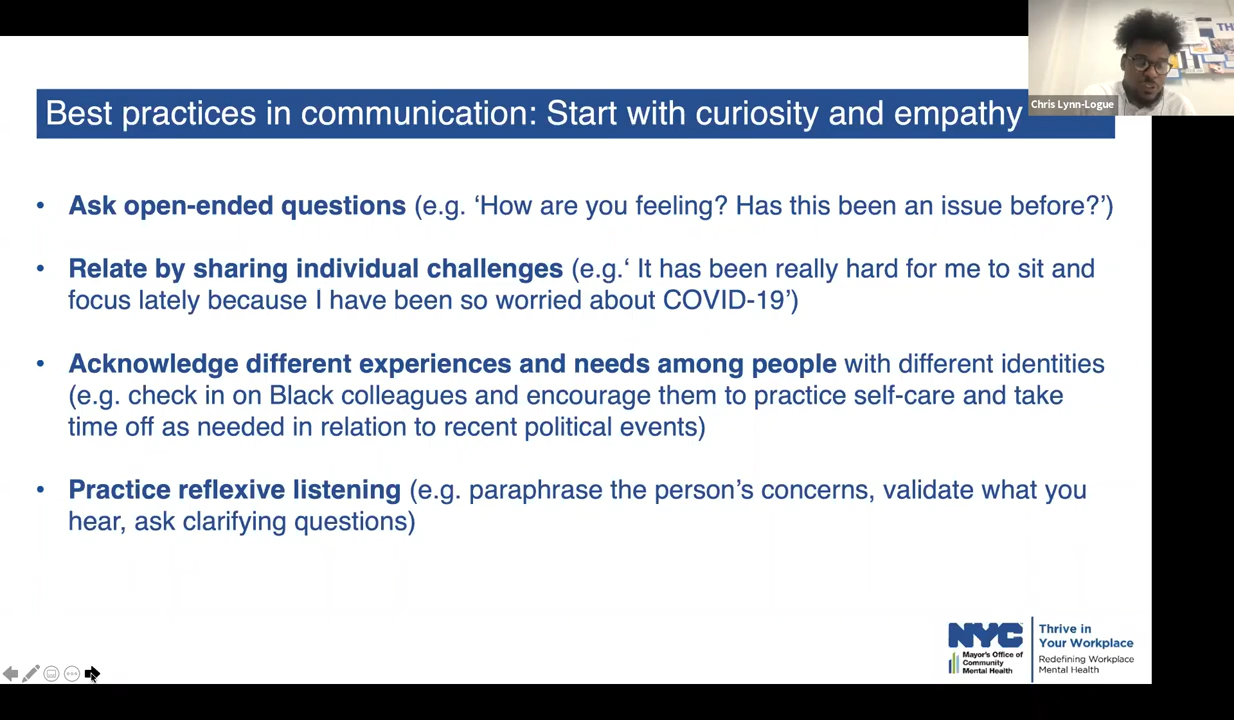 TH
Chris Lynn-Logue
Best practices in communication: Start with curiosity and empathy
• Ask open-ended questions (e.g. ‘How are you feeling? Has this been an issue before?’)
• Relate by sharing individual challenges (e.g.‘ It has been really hard for me to sit and
focus lately because I have been so worried about COVID-19’)
• Acknowledge different experiences and needs among people with different identities
(e.g. check in on Black colleagues and encourage them to practice self-care and take
time off as needed in relation to recent political events)
• Practice reflexive listening (e.g. paraphrase the person’s concerns, validate what you
hear, ask clarifying questions)
NYC
Mayor's Office of
Community
Mental Health
Thrive in
Your Workplace
Redefining Workplace
Mental Health